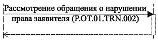 Рассмотрение обращения о нарушении
права заявителя (P.OT.01.TRN.002)